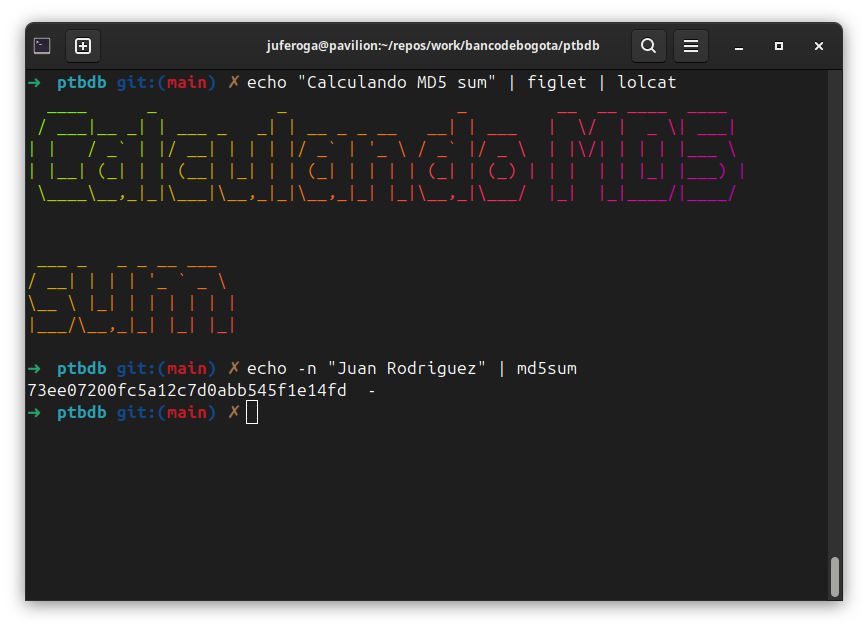 juferoga@pavilion:~/repos/work/bancodebogota/ptbdb
➜ ptbdb git:(main) ✗ echo "Calculando MD5 sum" | figlet | lolcat
Calculando MD5
sum
➜ ptbdb git:(main) ✗ echo -n "Juan Rodriguez" | md5sum
73ee07200fc5a12c7d0abb545f1e14fd  -
➜ ptbdb git:(main) ✗